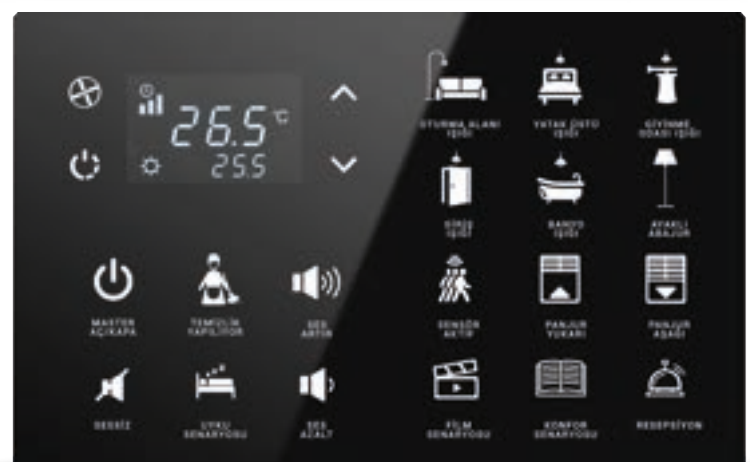 26.5 °C
25.5
OTURMA ALANI
IŞIĞI
YATAK ÜSTÜ
IŞIĞI
GİYİNME
ODASI IŞIĞI
GİRİŞ
IŞIĞI
BANYO
IŞIĞI
AYAKLI
ABAJUR
MASTER
AÇ/KAPA
TEMİZLİK
YAPILIYOR
SES
ARTIR
SENSÖR
AKTİF
PANJUR
YUKARI
PANJUR
AŞAĞI
SESSİZ
UYKU
SENARYOSU
SES
AZALT
FİLM
SENARYOSU
KONFOR
SENARYOSU
RESEPSİYON